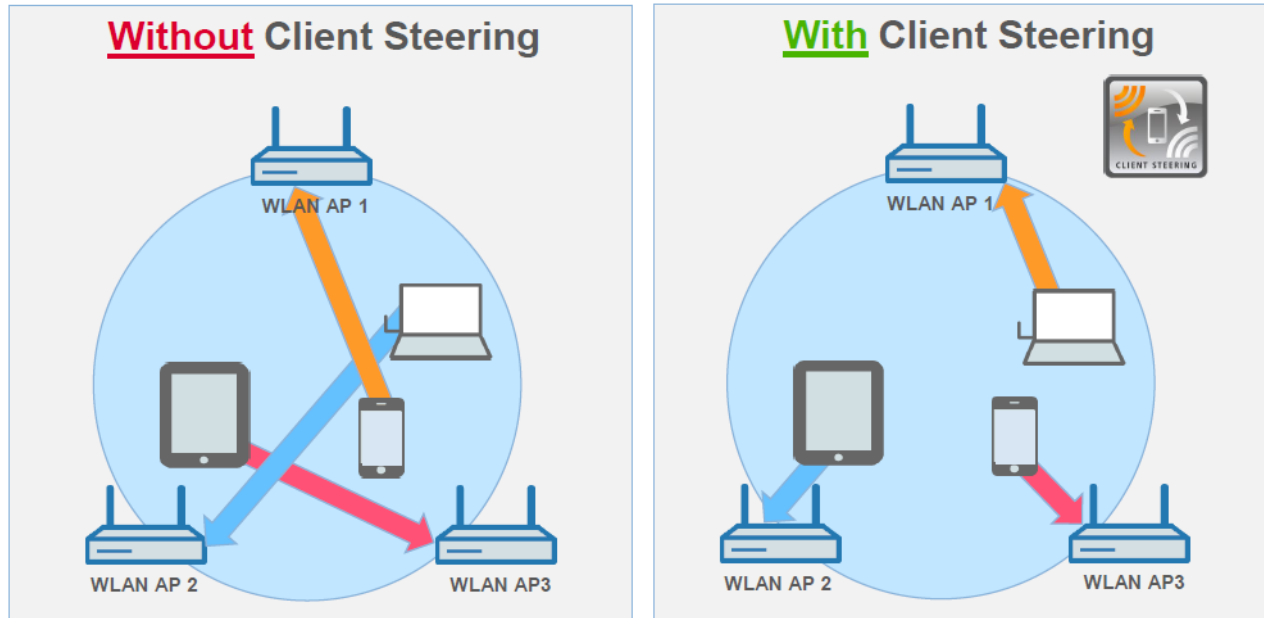 Without Client Steering
WLAN AP 1
WLAN AP 2
WLAN AP3
With Client Steering
CLIENT STEERING
WLAN AP 1
WLAN AP 2
WLAN AP3